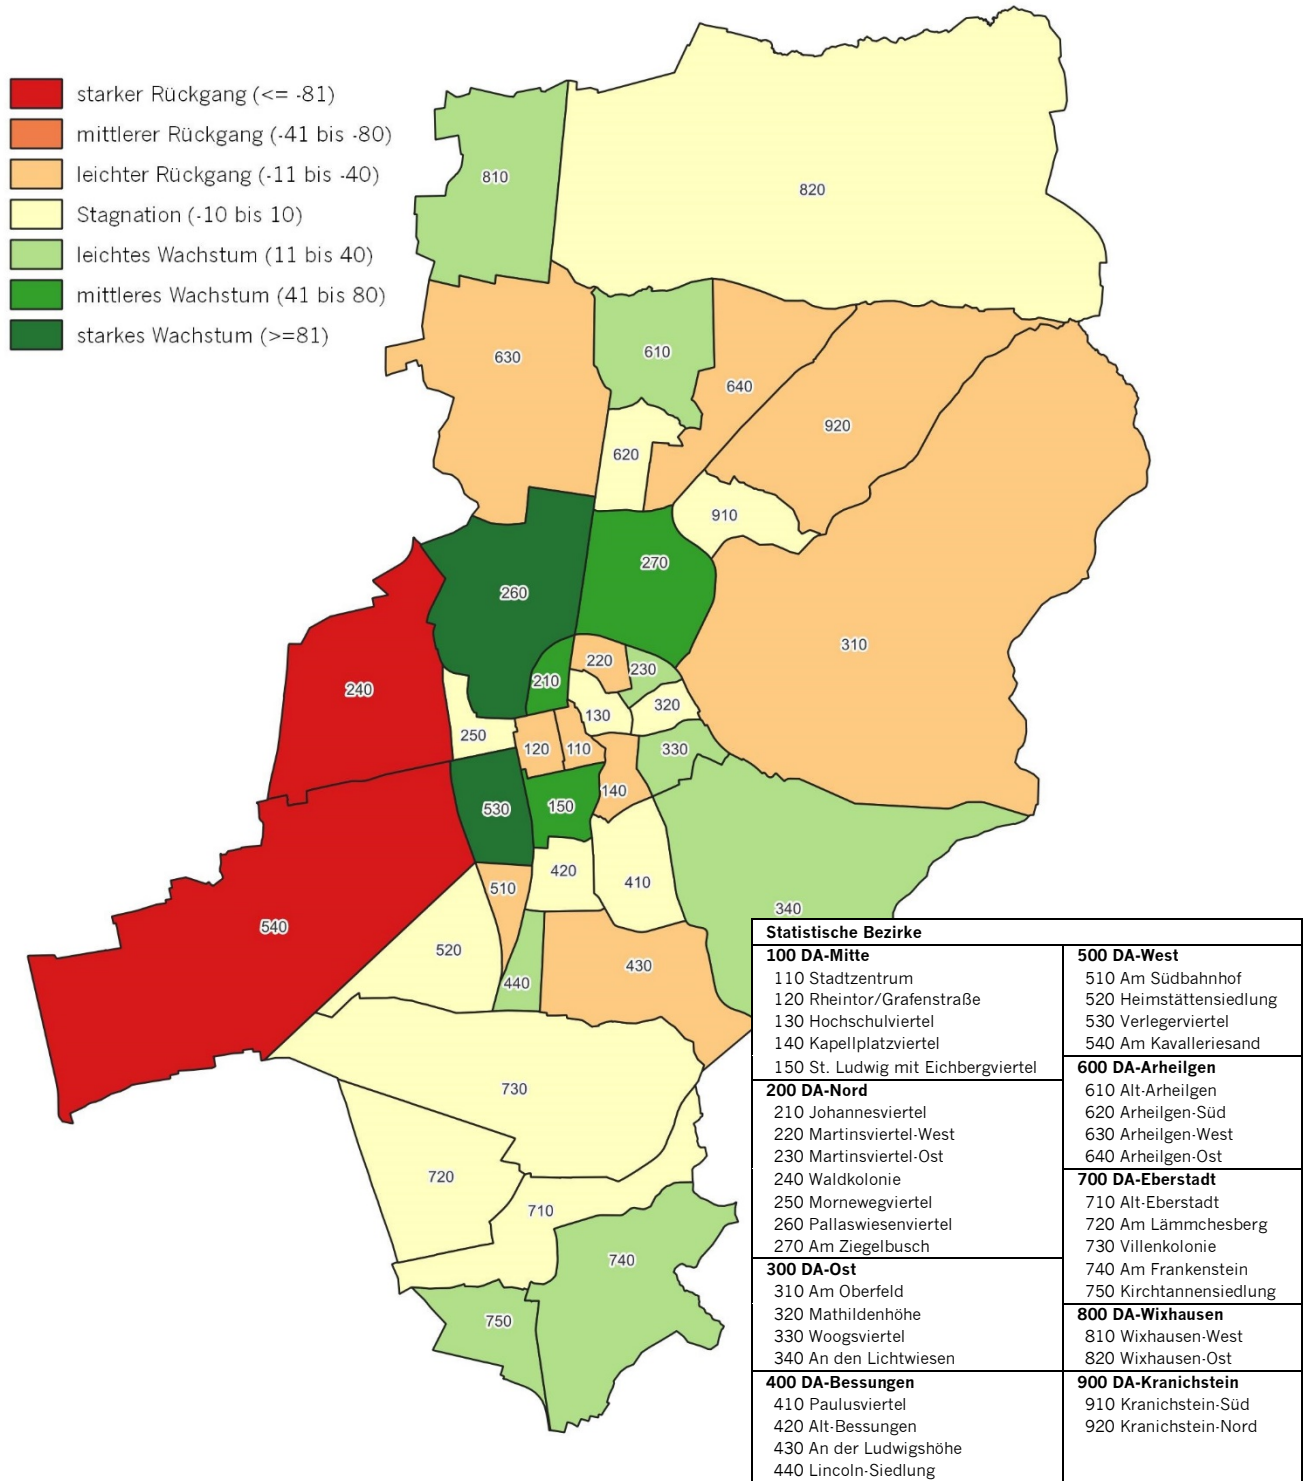 starker Rückgang (<= -81)
mittlerer Rückgang (-41 bis -80)
leichter Rückgang (-11 bis -40)
Stagnation (-10 bis 10)
leichtes Wachstum (11 bis 40)
mittleres Wachstum (41 bis 80)
starkes Wachstum (>=81)
810
820
630
610
640
920
620
910
270
260
310
240
220
230
210
320
130
250
120
110
330
140
530
150
420
410
510
340
540
520
430
440
730
720
710
740
750
Statistische Bezirke
100 DA-Mitte
110 Stadtzentrum
120 Rheintor/Grafenstraße
130 Hochschulviertel
140 Kapellplatzviertel
150 St. Ludwig mit Eichbergviertel
200 DA-Nord
210 Johannesviertel
220 Martinsviertel-West
230 Martinsviertel-Ost
240 Waldkolonie
250 Mornewegviertel
260 Pallaswiesenviertel
270 Am Ziegelbusch
300 DA-Ost
310 Am Oberfeld
320 Mathildenhöhe
330 Woogsviertel
340 An den Lichtwiesen
400 DA-Bessungen
410 Paulusviertel
420 Alt-Bessungen
430 An der Ludwigshöhe
440 Lincoln-Siedlung
500 DA-West
510 Am Südbahnhof
520 Heimstättensiedlung
530 Verlegerviertel
540 Am Kavalleriesand
600 DA-Arheilgen
610 Alt-Arheilgen
620 Arheilgen-Süd
630 Arheilgen-West
640 Arheilgen-Ost
700 DA-Eberstadt
710 Alt-Eberstadt
720 Am Lämmchesberg
730 Villenkolonie
740 Am Frankenstein
750 Kirchtannensiedlung
800 DA-Wixhausen
810 Wixhausen-West
820 Wixhausen-Ost
900 DA-Kranichstein
910 Kranichstein-Süd
920 Kranichstein-Nord